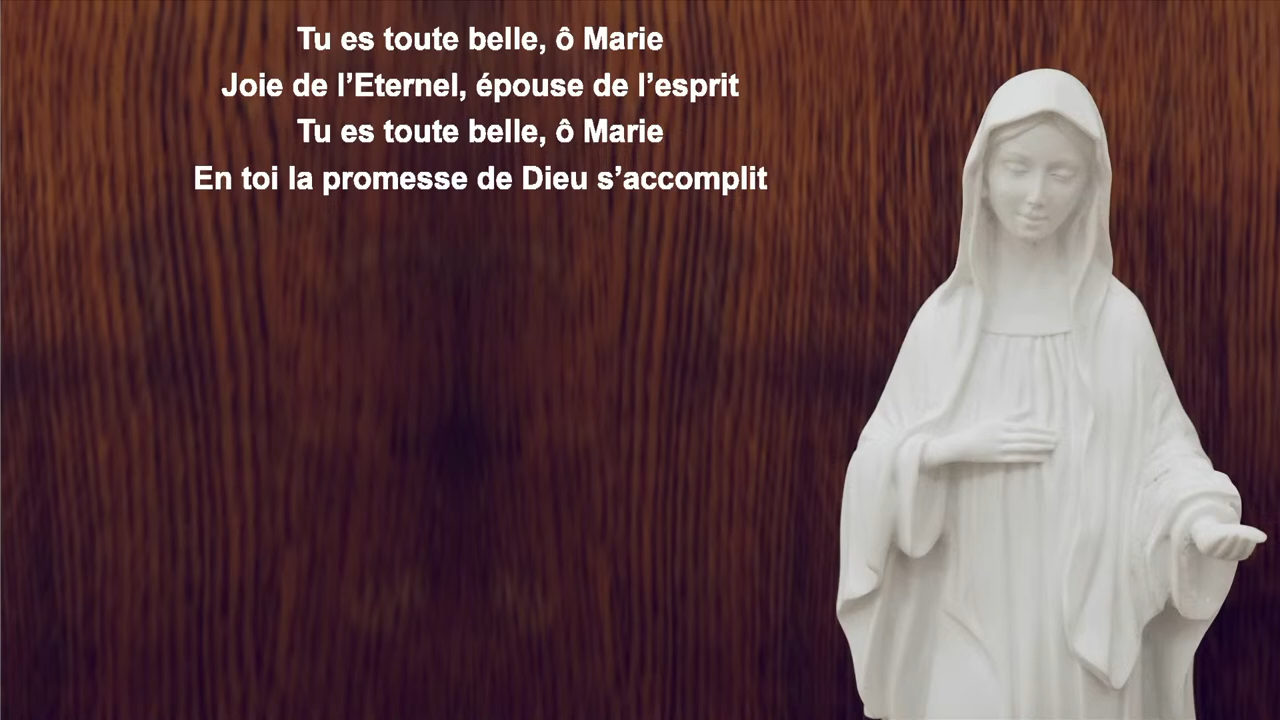 Tu es toute belle, ô Marie
Joie de l’Eternel, épouse de l’esprit
Tu es toute belle, ô Marie
En toi la promesse de Dieu s’accomplit